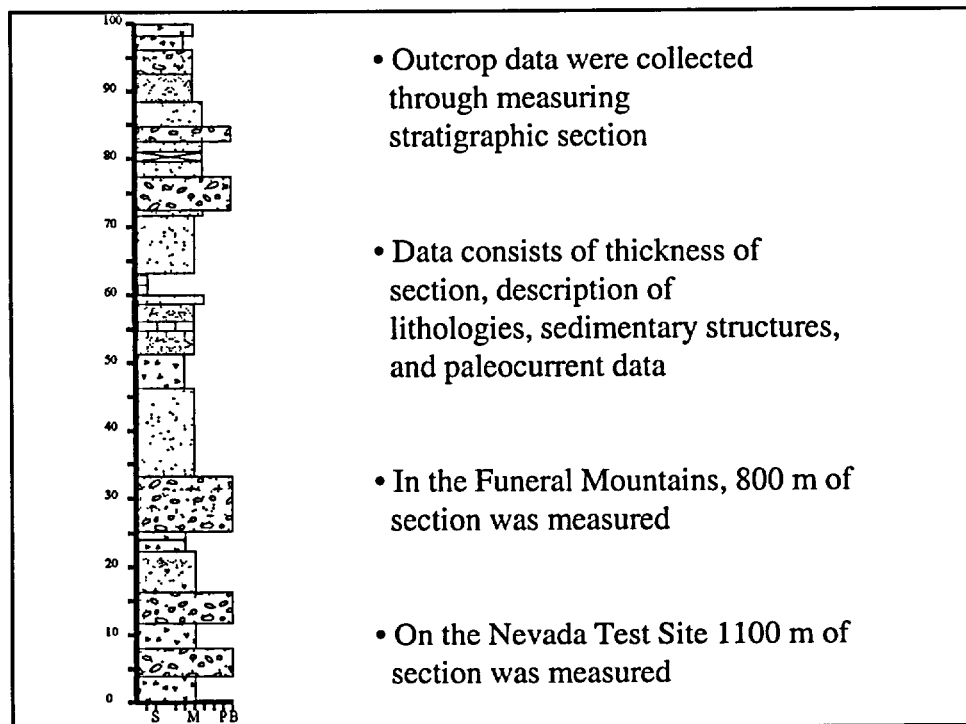 100
90
80
70
60
50
40
30
20
10
0
S M PB
• Outcrop data were collected
through measuring
stratigraphic section
• Data consists of thickness of
section, description of
lithologies, sedimentary structures,
and paleocurrent data
• In the Funeral Mountains, 800 m of
section was measured
• On the Nevada Test Site 1100 m of
section was measured